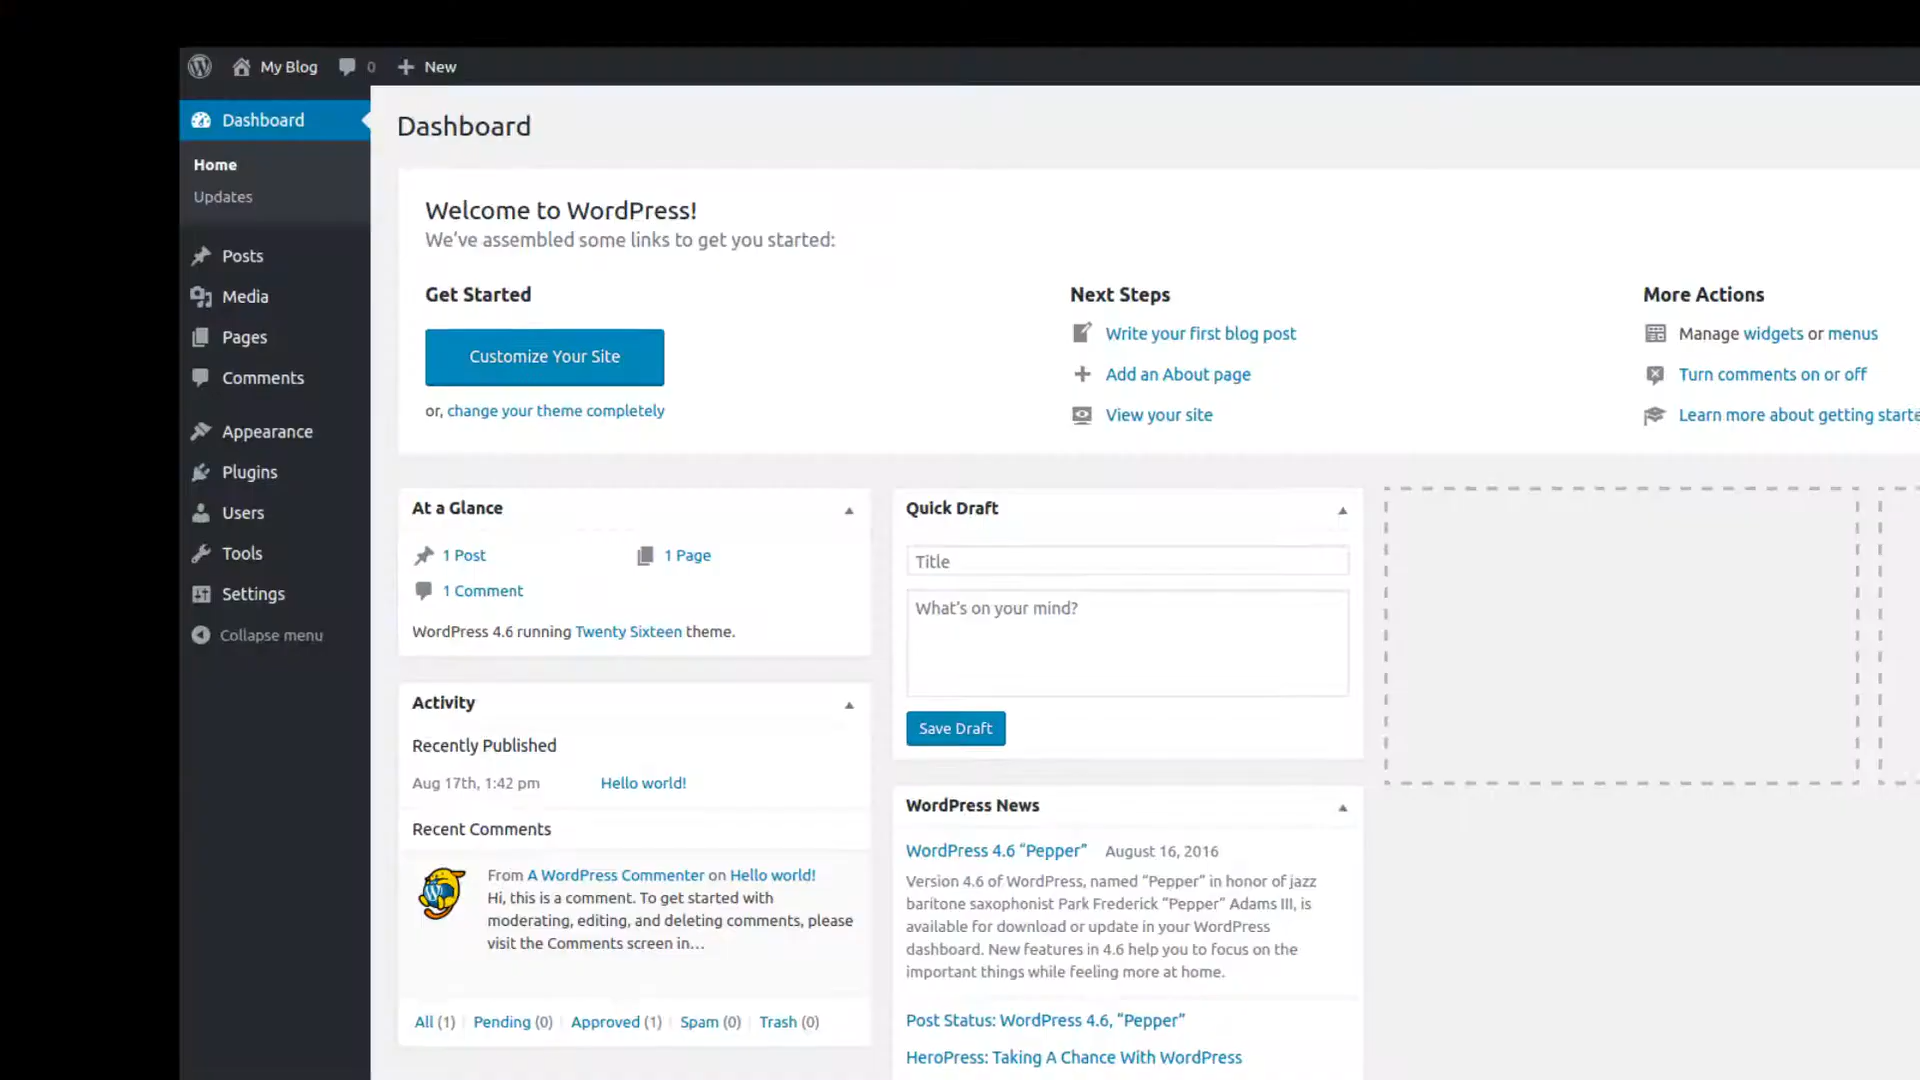 My Blog 0 New
Dashboard
Home
Updates
Posts
Media
Pages
Comments
Appearance
Plugins
Users
Tools
Settings
Collapse menu
Dashboard
Welcome to WordPress!
We've assembled some links to get you started:
Get Started
Customize Your Site
or, change your theme completely
Next Steps
Write your first blog post
Add an About page
View your site
More Actions
Manage widgets or menus
Turn comments on or off
Learn more about getting starte
At a Glance
1 Post 1 Page
1 Comment
WordPress 4.6 running Twenty Sixteen theme.
Activity
Recently Published
Aug 17th, 1:42 pm Hello world!
Recent Comments
From A WordPress Commenter on Hello world!
Hi, this is a comment. To get started with
moderating, editing, and deleting comments, please
visit the Comments screen in…
All (1) Pending (0) Approved (1) Spam (0) Trash (0)
Quick Draft
Title
What's on your mind?
Save Draft
WordPress News
WordPress 4.6 “Pepper” August 16, 2016
Version 4.6 of WordPress, named “Pepper” in honor of jazz
baritone saxophonist Park Frederick “Pepper” Adams III, is
available for download or update in your WordPress
dashboard. New features in 4.6 help you to focus on the
important things while feeling more at home.
Post Status: WordPress 4.6, “Pepper”
HeroPress: Taking A Chance With WordPress